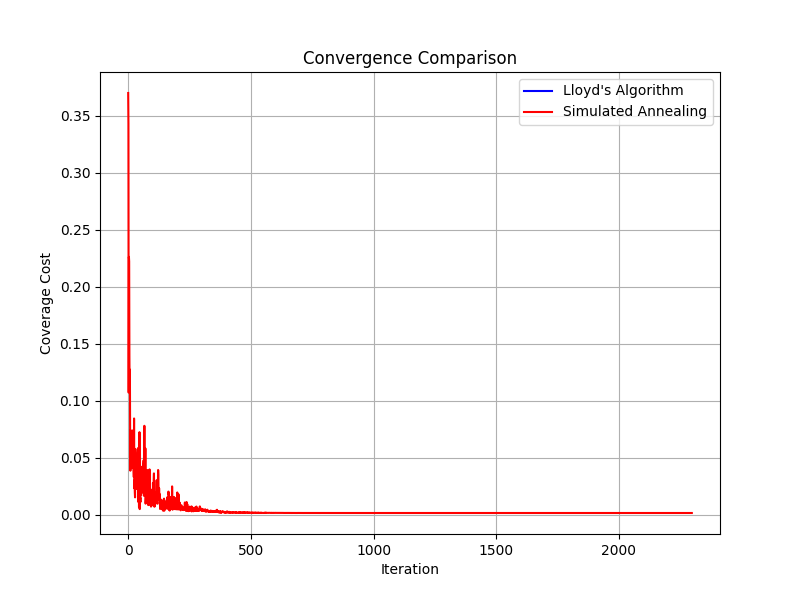 Convergence Comparison
Lloyd's Algorithm
Simulated Annealing
Coverage Cost
0.35
0.30
0.25
0.20
0.15
0.10
0.05
0.00
0 500 1000 1500 2000
Iteration